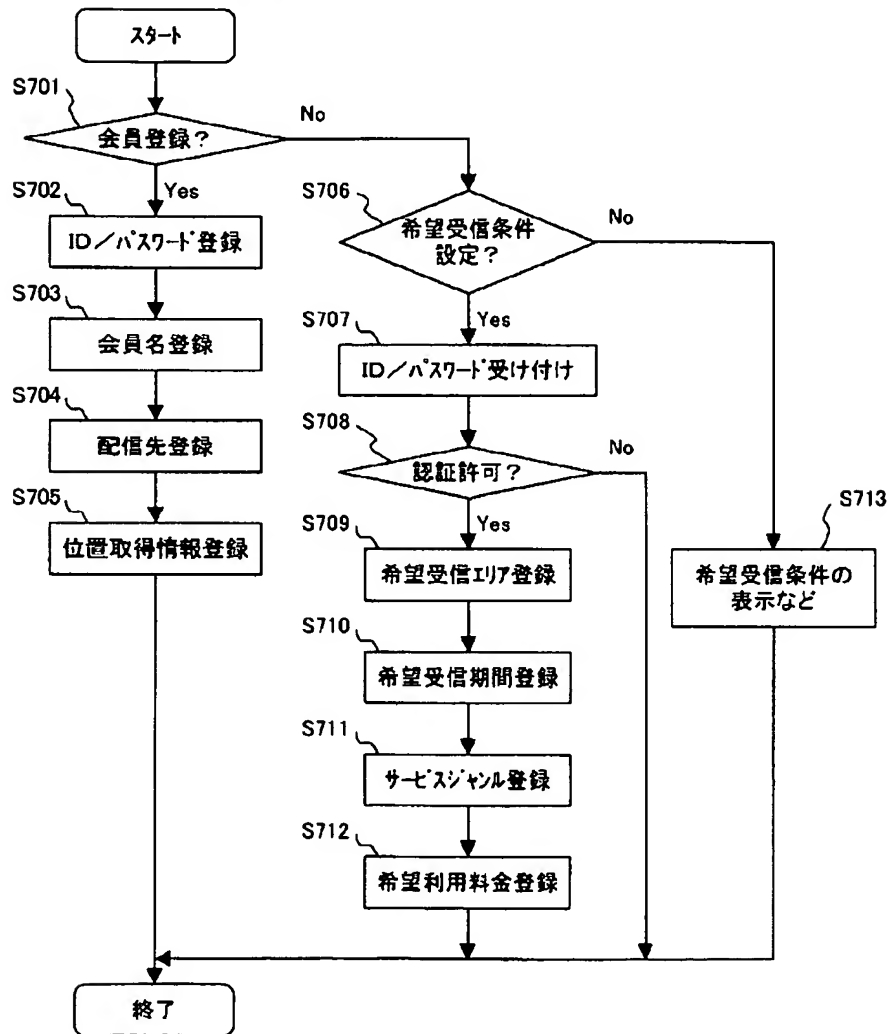 スタート
S701
会員登録？
No
Yes
S702
ID／パスワード登録
S703
会員名登録
S704
配信先登録
S705
位置取得情報登録
S706
希望受信条件
設定？
No
Yes
S707
ID／パスワード受け付け
S708
認証許可？
No
Yes
S709
希望受信エリア登録
S710
希望受信期間登録
S711
サービスジャンル登録
S712
希望利用料金登録
S713
希望受信条件の
表示など
終了